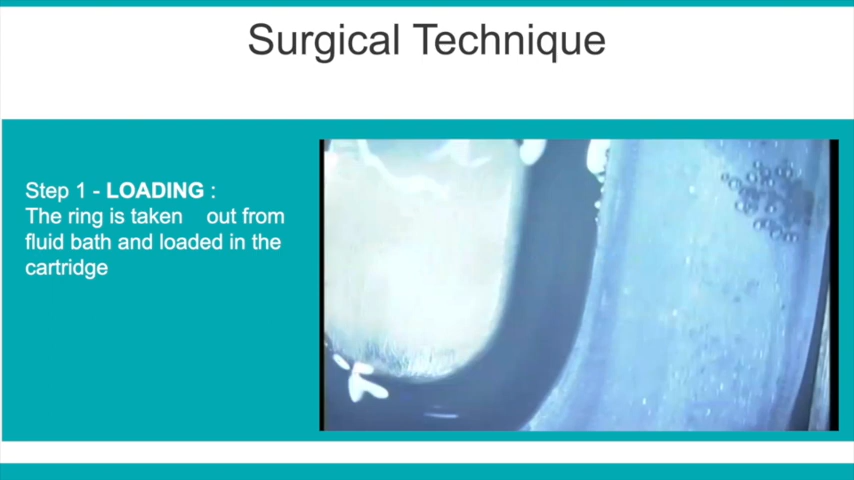 Surgical Technique
Step 1 - LOADING :
The ring is taken out from
fluid bath and loaded in the
cartridge